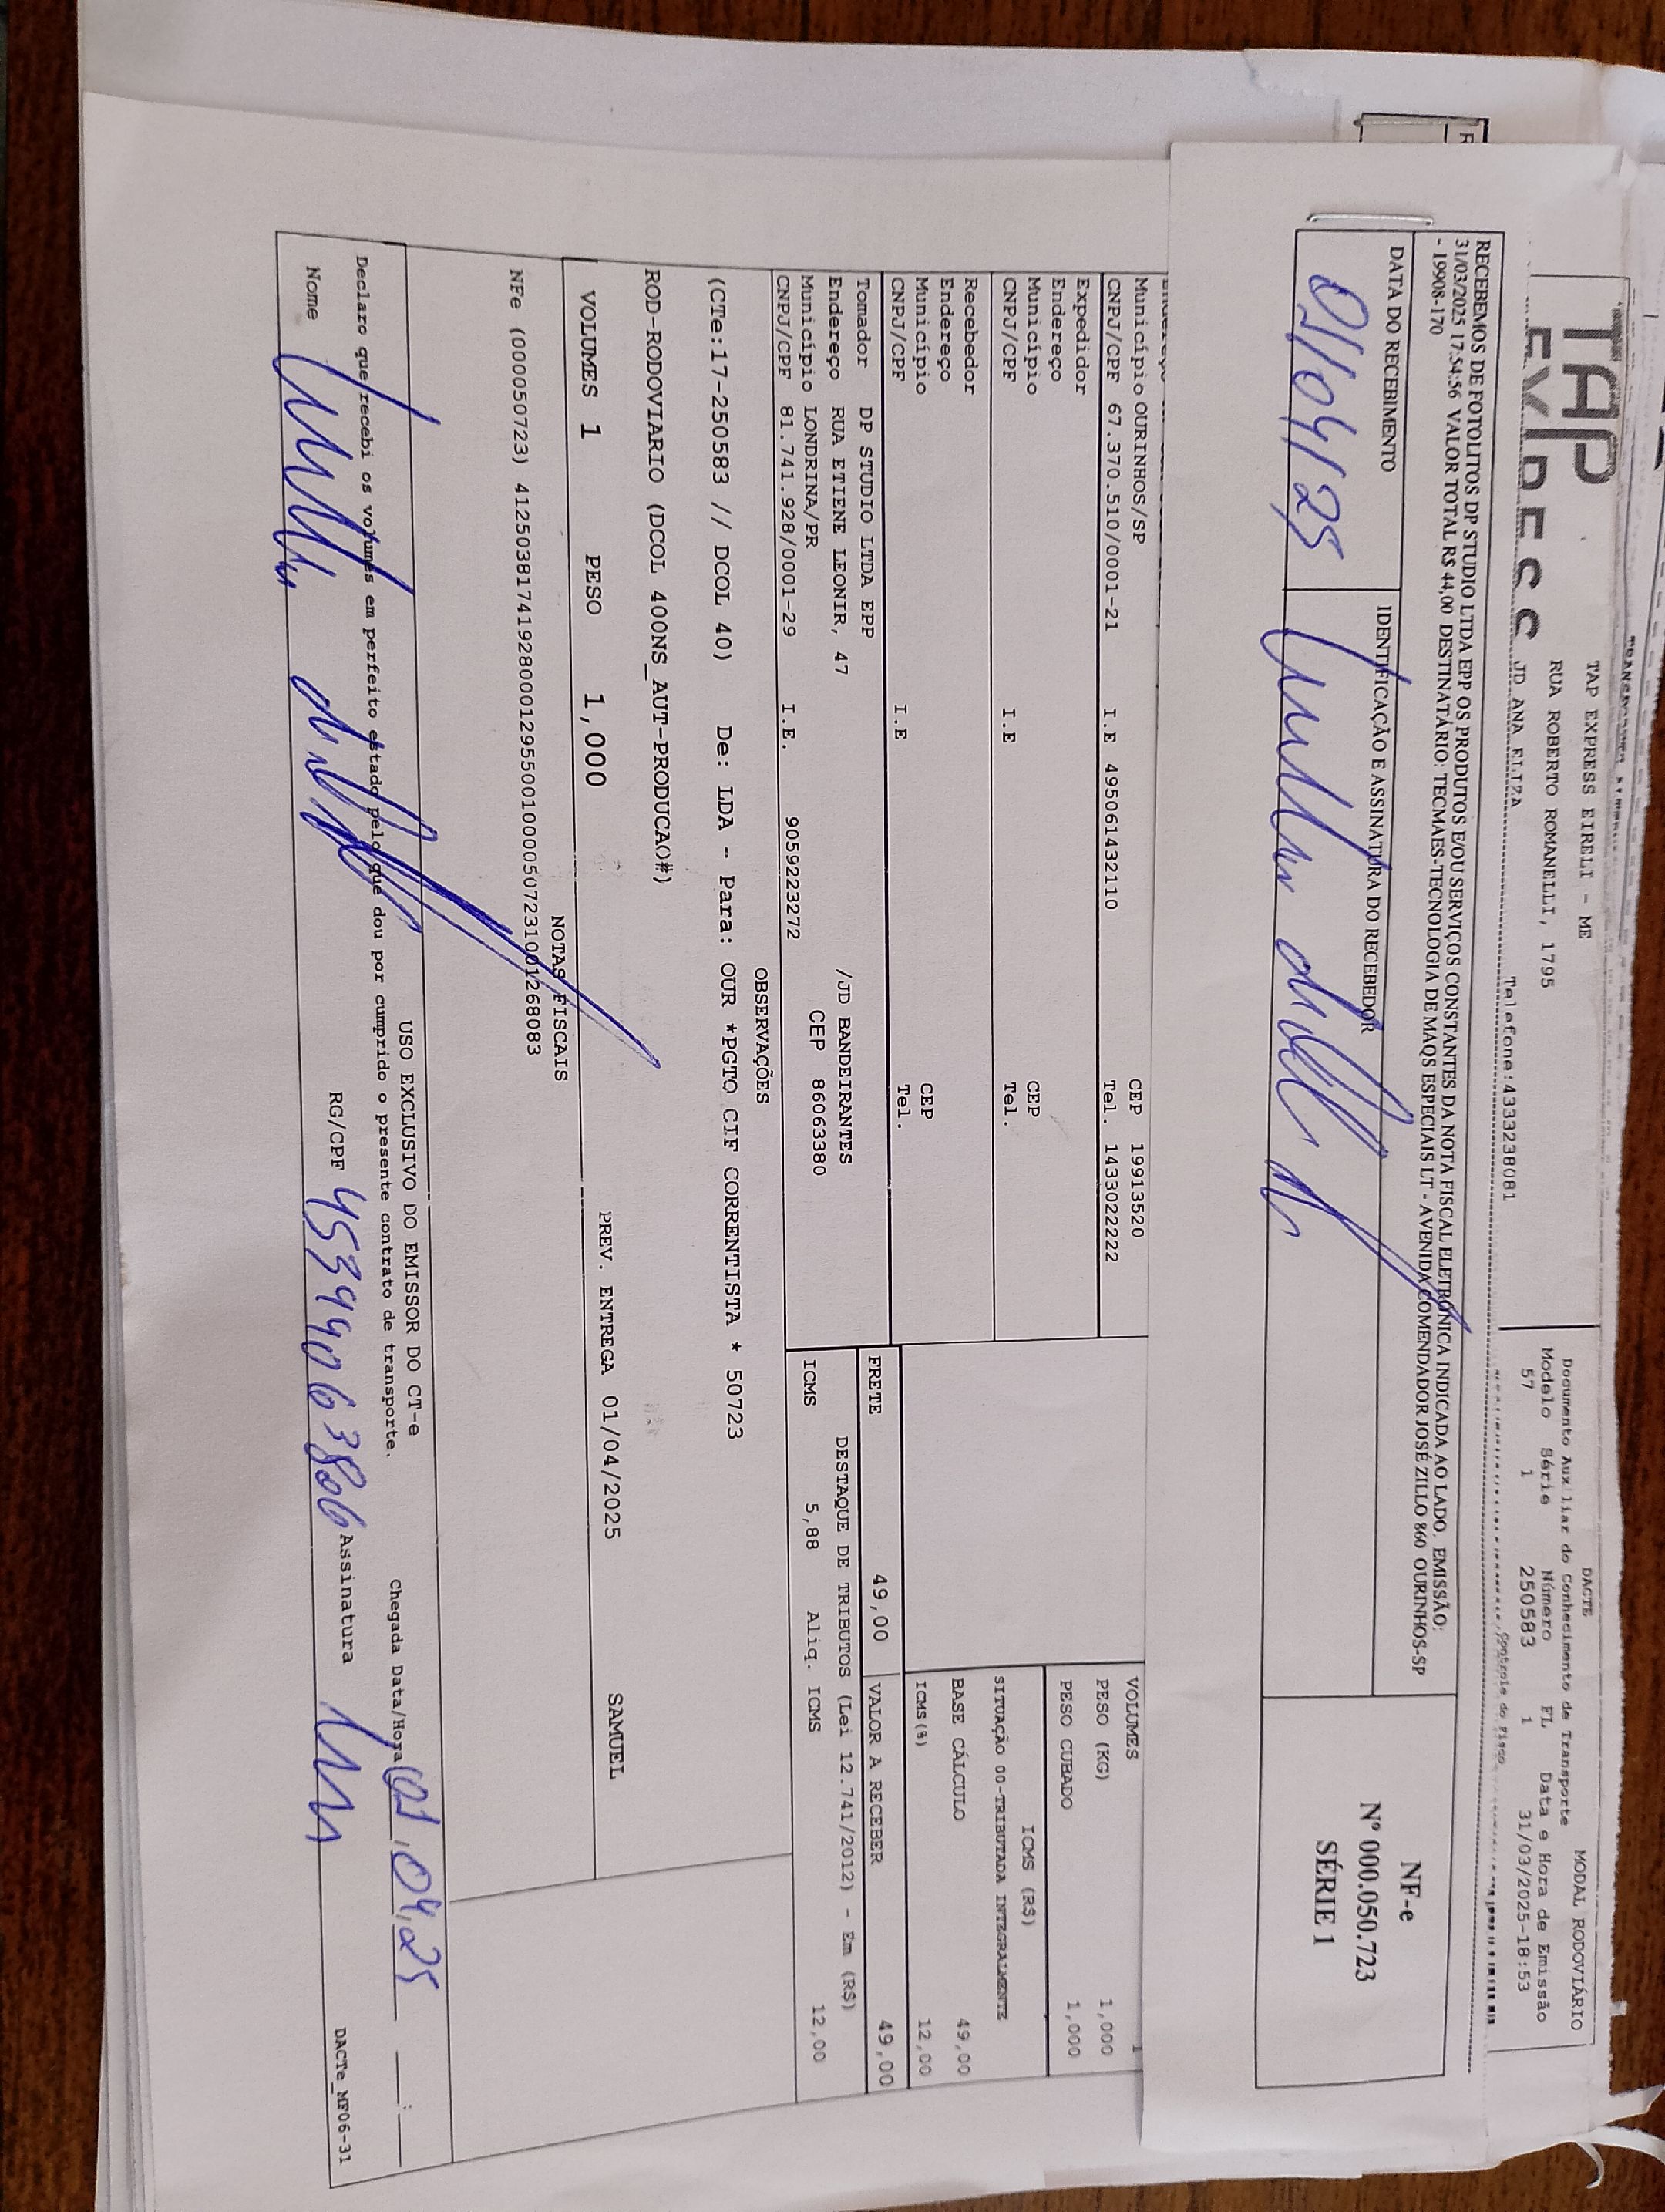 TAP EXPRESS
TAP EXPRESS EIRELI - ME
RUA ROBERTO ROMANELLI, 1795
JD ANA ELIZA
Telefone:4333238081
DACTE
MODAL RODOVIÁRIO
Documento Auxiliar do Conhecimento de Transporte
Modelo Série Número FL Data e Hora de Emissão
57 1 250583 1 31/03/2025-18:53
Controle do Fisco
RECEBEMOS DE FOTOLITOS DP STUDIO LTDA EPP OS PRODUTOS E/OU SERVIÇOS CONSTANTES DA NOTA FISCAL ELETRÔNICA INDICADA AO LADO. EMISSÃO:
31/03/2025 17:54:56 VALOR TOTAL R$ 44,00 DESTINATÁRIO: TECMAES-TECNOLOGIA DE MAQS ESPECIAIS LT - AVENIDA COMENDADOR JOSÉ ZILLO 860 OURINHOS-SP
- 19908-170
DATA DO RECEBIMENTO
IDENTIFICAÇÃO E ASSINATURA DO RECEBEDOR
01/04/25
NF-e
Nº 000.050.723
SÉRIE 1
Município OURINHOS/SP CEP 19913520
CNPJ/CPF 67.370.510/0001-21 I.E 495061432110 Tel. 1433022222
Expedidor
Endereço
Município CEP
CNPJ/CPF I.E Tel.
Recebedor
Endereço
Município CEP
CNPJ/CPF I.E Tel.
VOLUMES 1
PESO (KG) 1,000
PESO CUBADO 1,000
ICMS (R$)
SITUAÇÃO 00-TRIBUTADA INTEGRALMENTE
BASE CÁLCULO 49,00
ICMS(%) 12,00
Tomador DP STUDIO LTDA EPP
Endereço RUA ETIENE LEONIR, 47 /JD BANDEIRANTES
Município LONDRINA/PR CEP 86063380
CNPJ/CPF 81.741.928/0001-29 I.E. 9059223272
FRETE 49,00 VALOR A RECEBER 49,00
DESTAQUE DE TRIBUTOS (Lei 12.741/2012) - Em (R$)
ICMS 5,88 Aliq. ICMS 12,00
OBSERVAÇÕES
(CTe:17-250583 // DCOL 40) De: LDA - Para: OUR *PGTO CIF CORRENTISTA * 50723
ROD-RODOVIARIO (DCOL 400NS_AUT-PRODUCAO#)
VOLUMES 1 PESO 1,000 PREV. ENTREGA 01/04/2025 SAMUEL
NOTAS FISCAIS
NFe (000050723) 41250381741928000129550010000507231001268083
USO EXCLUSIVO DO EMISSOR DO CT-e
Declaro que recebi os volumes em perfeito estado pelo que dou por cumprido o presente contrato de transporte.
Chegada Data/Hora 01,04,25 __:__
Nome
RG/CPF 45399063806 Assinatura
DACTe_MF06-31